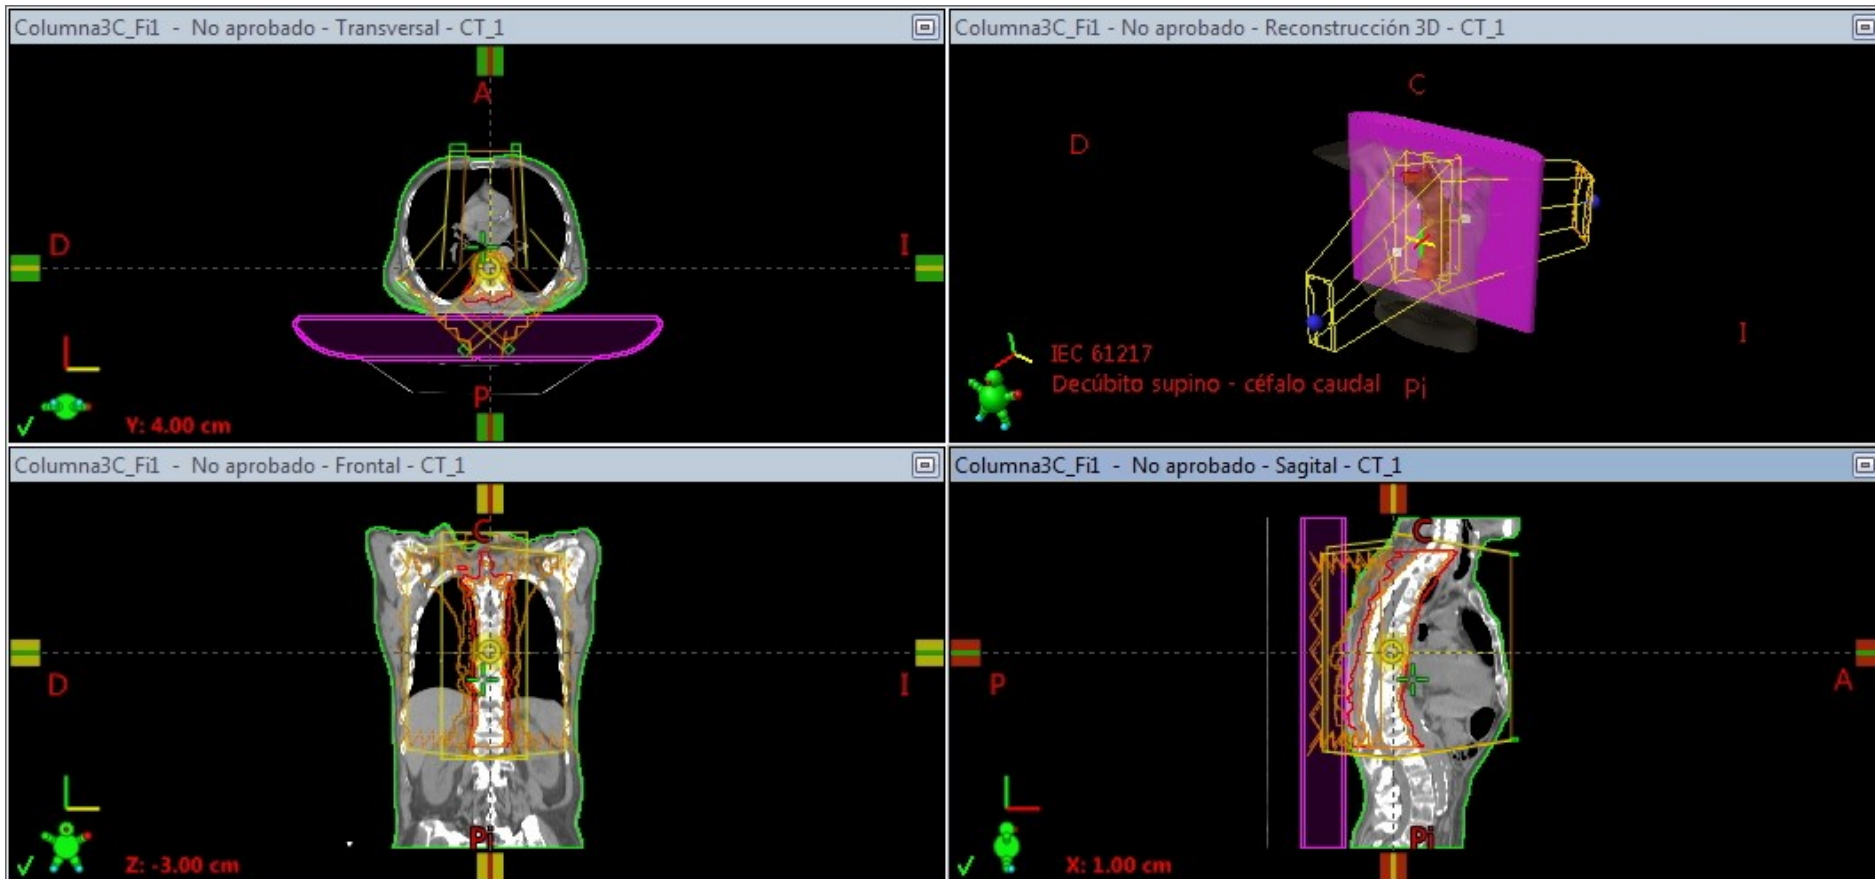 Columna3C_Fi1 - No aprobado - Transversal - CT_1
A
D
I
P
Y: 4.00 cm
Columna3C_Fi1 - No aprobado - Reconstrucción 3D - CT_1
C
D
I
IEC 61217
Decúbito supino - céfalo caudal
Pi
Columna3C_Fi1 - No aprobado - Frontal - CT_1
C
D
I
Pi
Z: -3.00 cm
Columna3C_Fi1 - No aprobado - Sagital - CT_1
C
P
A
Pi
X: 1.00 cm